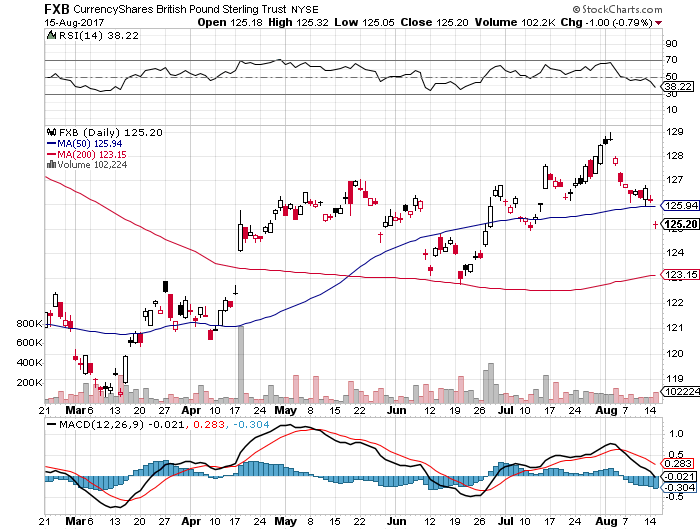 FXB CurrencyShares British Pound Sterling Trust NYSE © StockCharts.com
15-Aug-2017 Open 125.18 High 125.32 Low 125.05 Close 125.20 Volume 102.2K Chg -1.00 (-0.79%)
RSI(14) 38.22
90
70
50
38.22
30
10
FXB (Daily) 125.20
MA(50) 125.94
MA(200) 123.15
Volume 102,224
129
128
127
125.94
125.20
124
123.15
122
121
120
119
800K
600K
400K
200K
102224
21 Mar 6 13 20 27 Apr 10 17 24 May 8 15 22 Jun 12 19 26 Jul 10 17 24 Aug 7 14
MACD(12,26,9) -0.021, 0.283, -0.304
1.0
0.5
0.283
-0.021
-0.304
-0.5
21 Mar 6 13 20 27 Apr 10 17 24 May 8 15 22 Jun 12 19 26 Jul 10 17 24 Aug 7 14